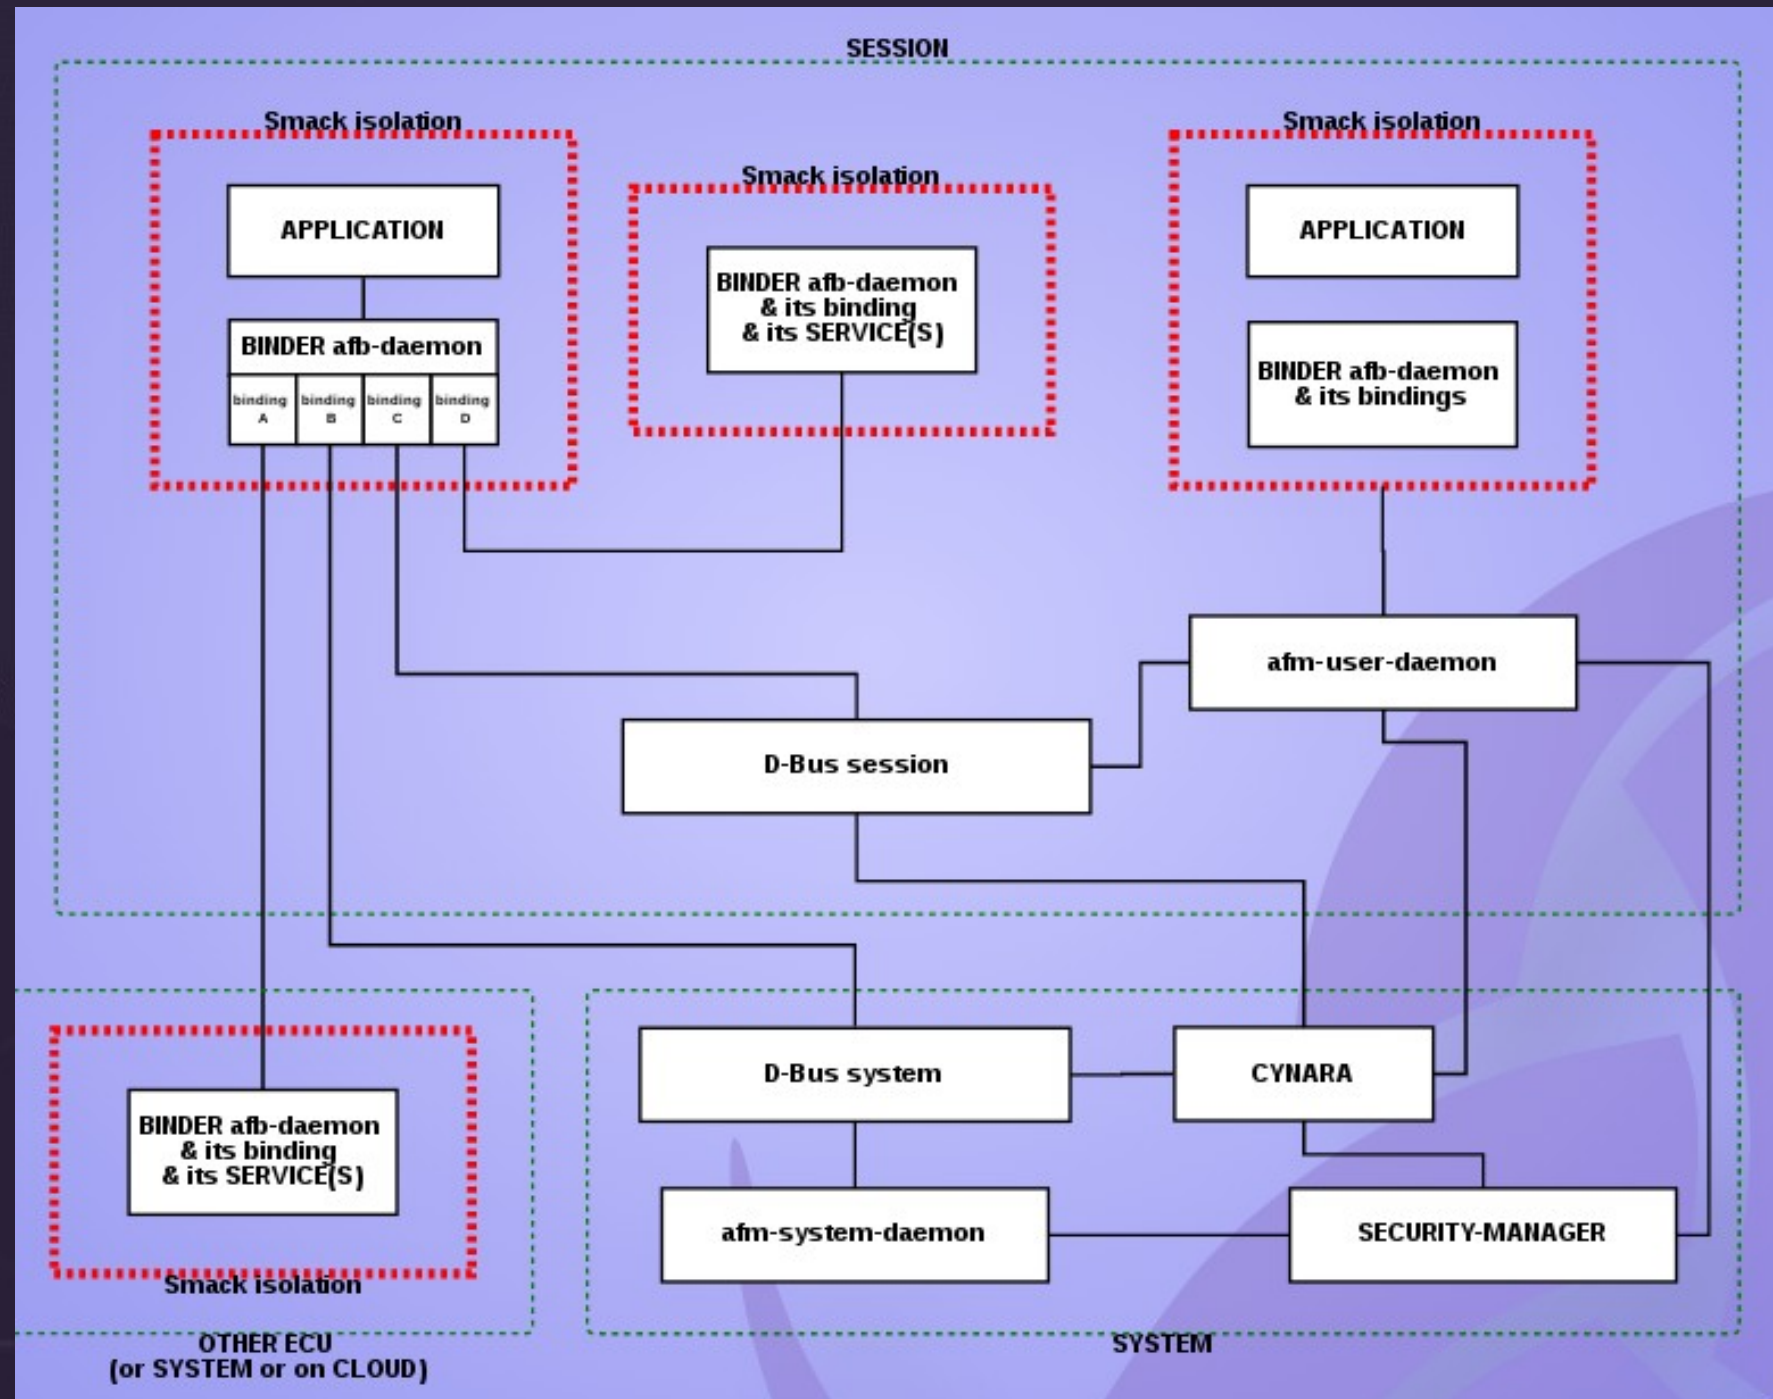 SESSION
Smack isolation
APPLICATION
BINDER afb-daemon
binding
A
binding
B
binding
C
binding
D
Smack isolation
BINDER afb-daemon
& its binding
& its SERVICE(S)
Smack isolation
APPLICATION
BINDER afb-daemon
& its bindings
afm-user-daemon
D-Bus session
BINDER afb-daemon
& its binding
& its SERVICE(S)
Smack isolation
OTHER ECU
(or SYSTEM or on CLOUD)
D-Bus system
CYNARA
afm-system-daemon
SECURITY-MANAGER
SYSTEM